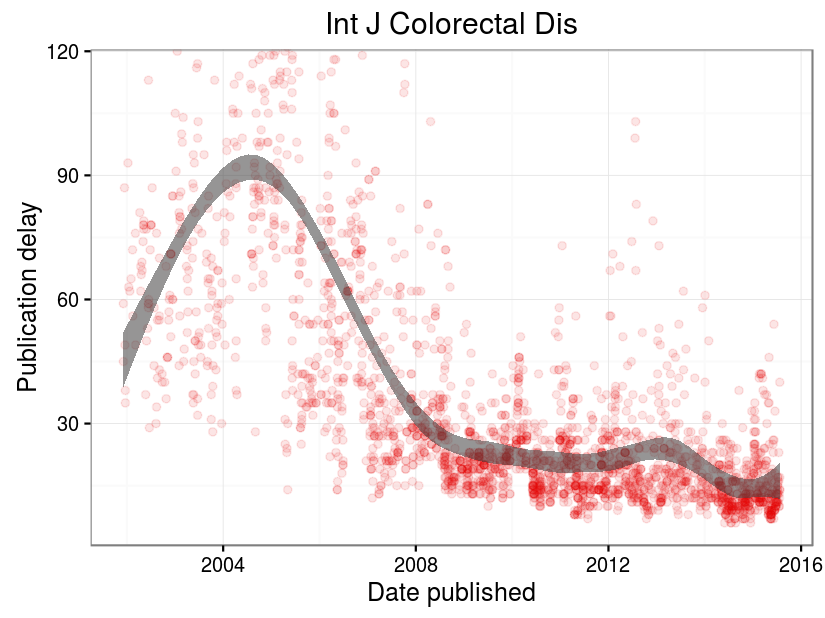 Int J Colorectal Dis
120
90
60
30
Publication delay
2004
2008
2012
2016
Date published